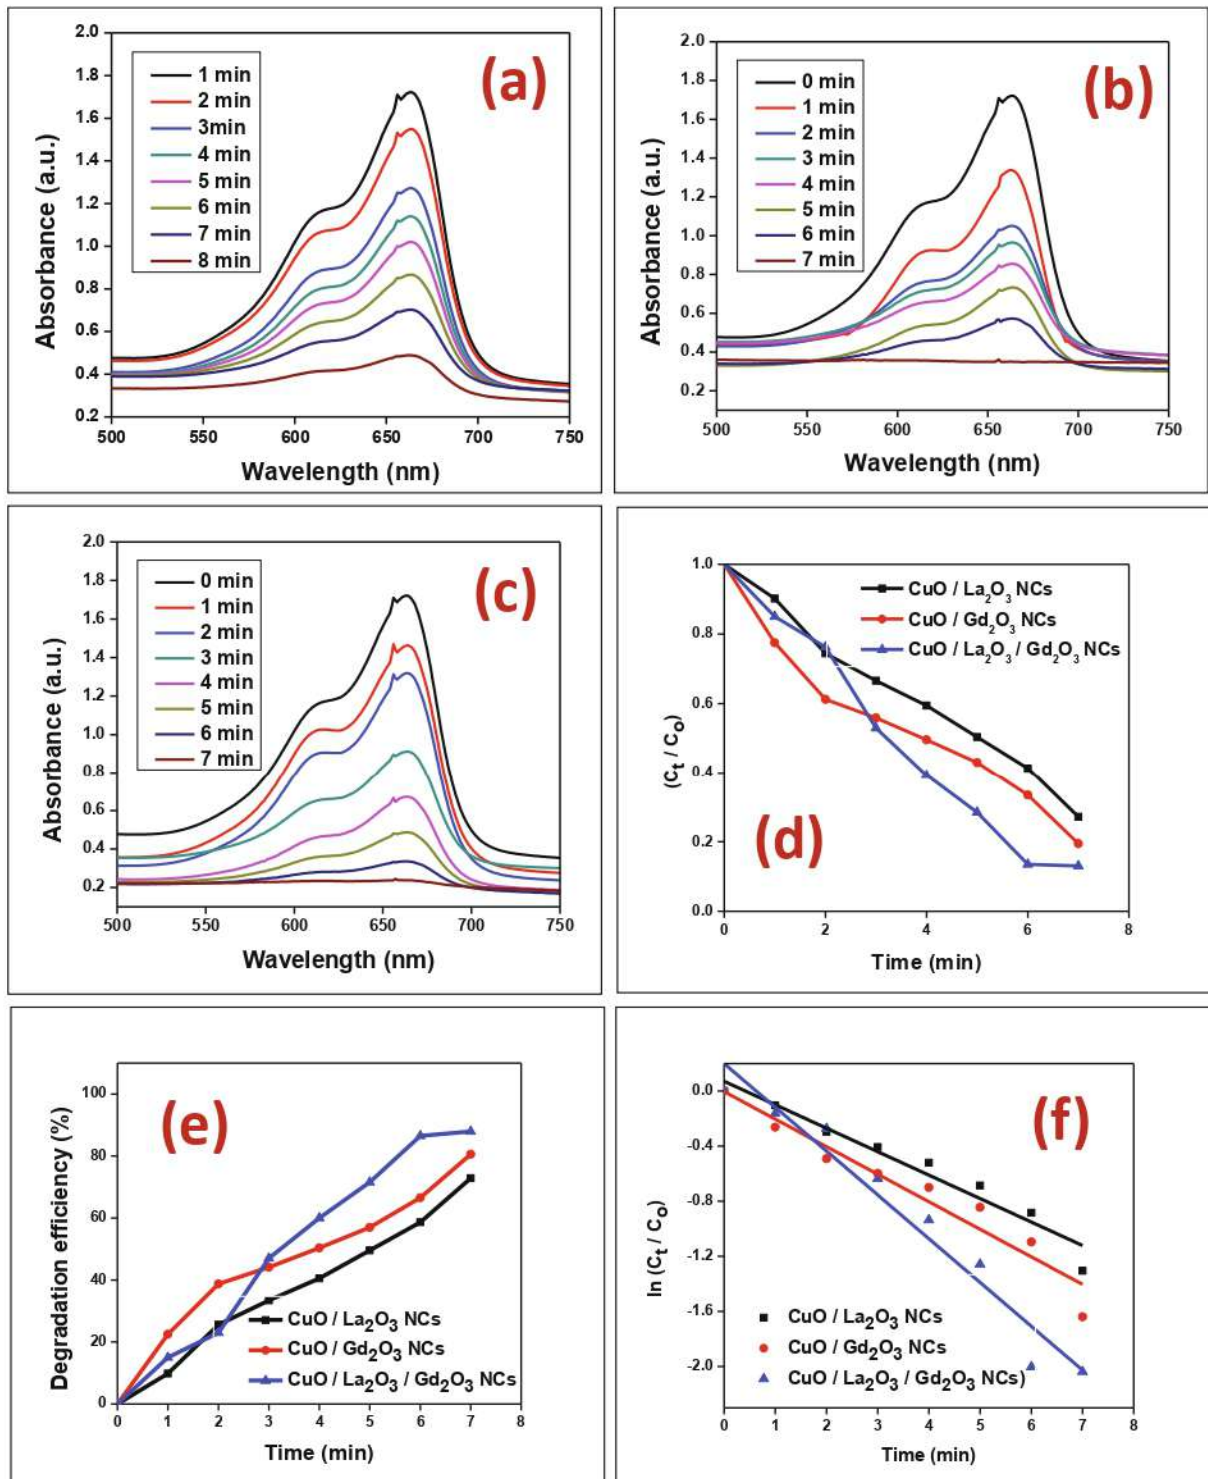 (a)
1 min
2 min
3min
4 min
5 min
6 min
7 min
8 min
2.0
1.8
1.6
1.4
1.2
1.0
0.8
0.6
0.4
0.2
500 550 600 650 700 750
Absorbance (a.u.)
Wavelength (nm)
(b)
0 min
1 min
2 min
3 min
4 min
5 min
6 min
7 min
2.0
1.8
1.6
1.4
1.2
1.0
0.8
0.6
0.4
0.2
500 550 600 650 700 750
Absorbance (a.u.)
Wavelength (nm)
(c)
0 min
1 min
2 min
3 min
4 min
5 min
6 min
7 min
2.0
1.8
1.6
1.4
1.2
1.0
0.8
0.6
0.4
0.2
500 550 600 650 700 750
Absorbance (a.u.)
Wavelength (nm)
(d)
CuO / La₂O₃ NCs
CuO / Gd₂O₃ NCs
CuO / La₂O₃ / Gd₂O₃ NCs
1.0
0.8
0.6
0.4
0.2
0.0
0 2 4 6 8
(Cₜ / Cₒ)
Time (min)
(e)
100
80
60
40
20
0
0 1 2 3 4 5 6 7 8
Degradation efficiency (%)
CuO / La₂O₃ NCs
CuO / Gd₂O₃ NCs
CuO / La₂O₃ / Gd₂O₃ NCs
Time (min)
(f)
0.0
-0.4
-0.8
-1.2
-1.6
-2.0
0 1 2 3 4 5 6 7 8
ln (Cₜ / Cₒ)
CuO / La₂O₃ NCs
CuO / Gd₂O₃ NCs
CuO / La₂O₃ / Gd₂O₃ NCs)
Time (min)